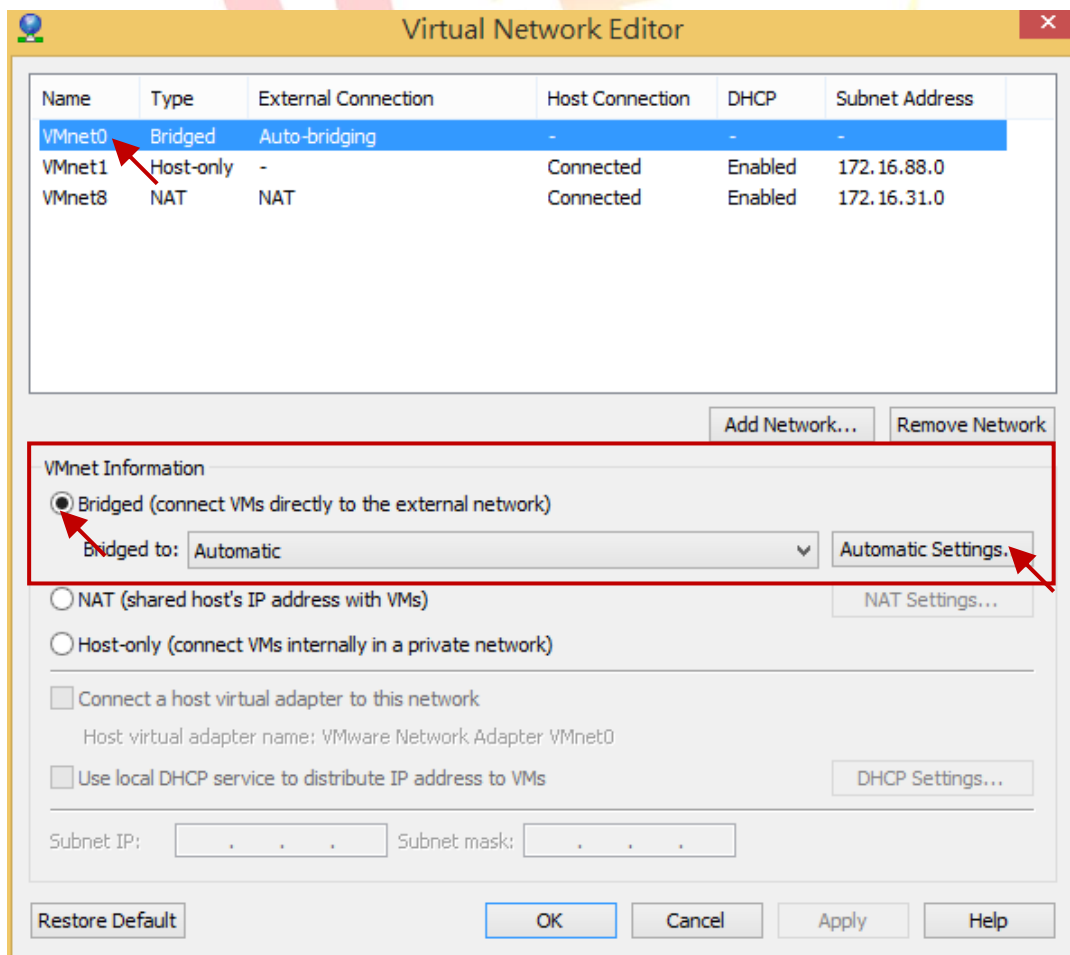 Virtual Network Editor
Name Type External Connection Host Connection DHCP Subnet Address
VMnet0 Bridged Auto-bridging - - -
VMnet1 Host-only - Connected Enabled 172.16.88.0
VMnet8 NAT NAT Connected Enabled 172.16.31.0
Add Network... Remove Network
VMnet Information
Bridged (connect VMs directly to the external network)
Bridged to: Automatic Automatic Settings.
NAT (shared host's IP address with VMs) NAT Settings...
Host-only (connect VMs internally in a private network)
Connect a host virtual adapter to this network
Host virtual adapter name: VMware Network Adapter VMnet0
Use local DHCP service to distribute IP address to VMs DHCP Settings...
Subnet IP: . . . Subnet mask: . . .
Restore Default OK Cancel Apply Help